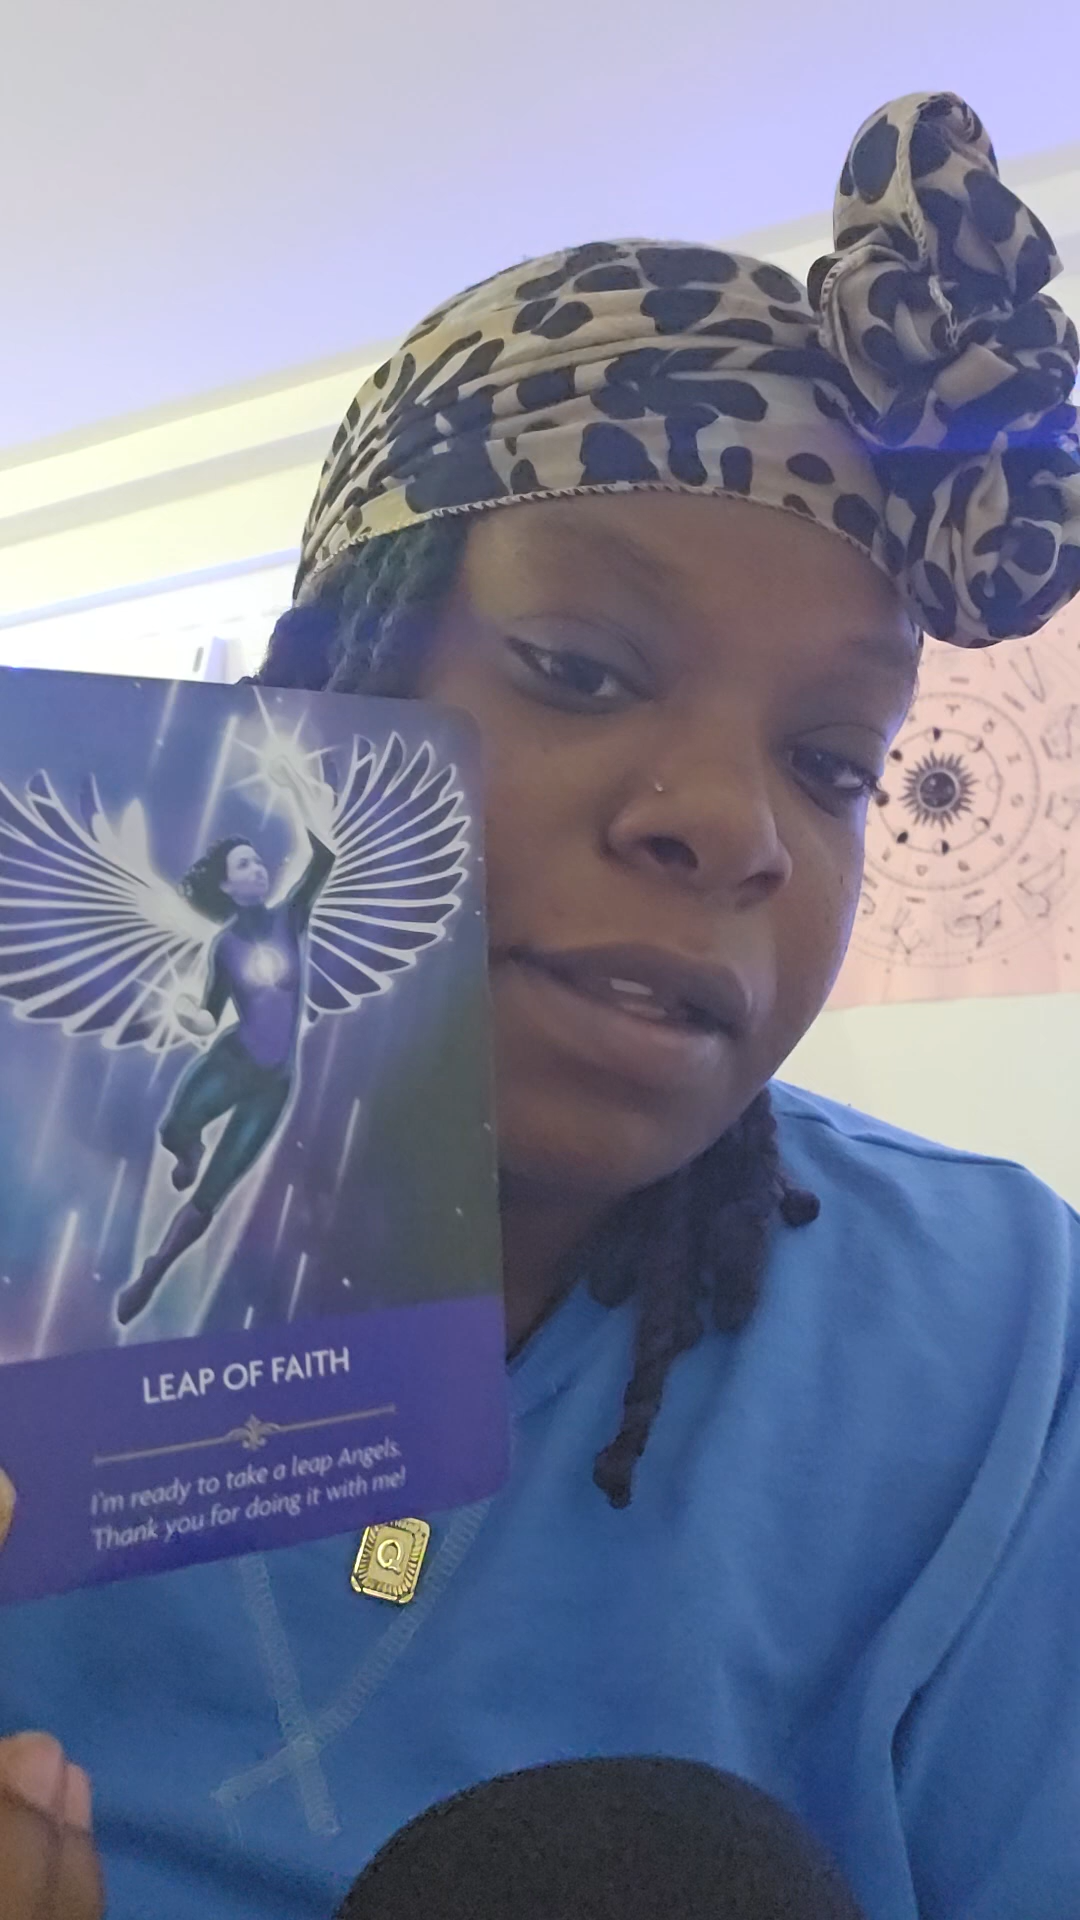 LEAP OF FAITH
I'm ready to take a leap Angels.
Thank you for doing it with me!
Q